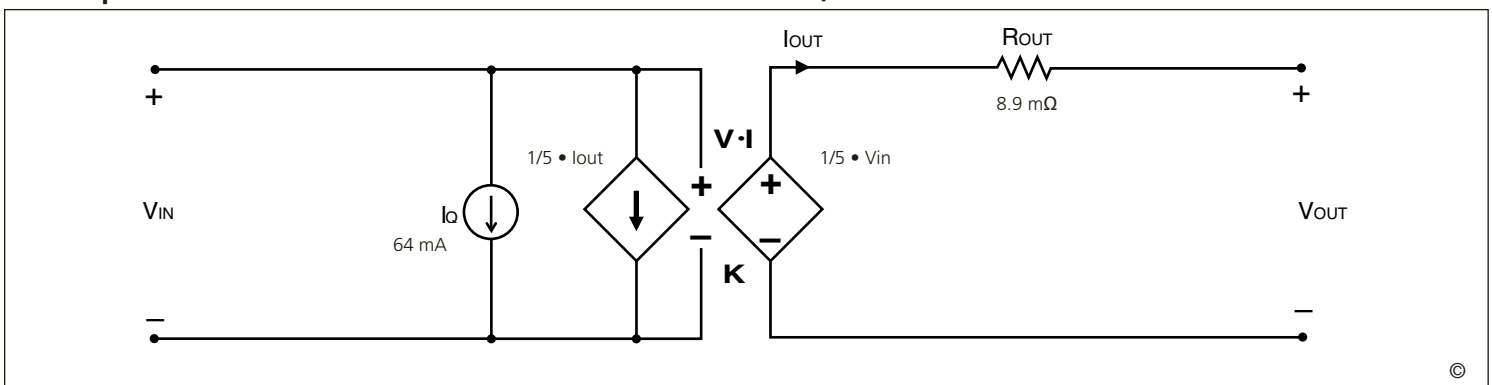 IOUT
ROUT
+
+
8.9 mΩ
V·I
1/5 • Iout
1/5 • Vin
+
+
VIN
IQ
VOUT
64 mA
–
–
K
–
–
©